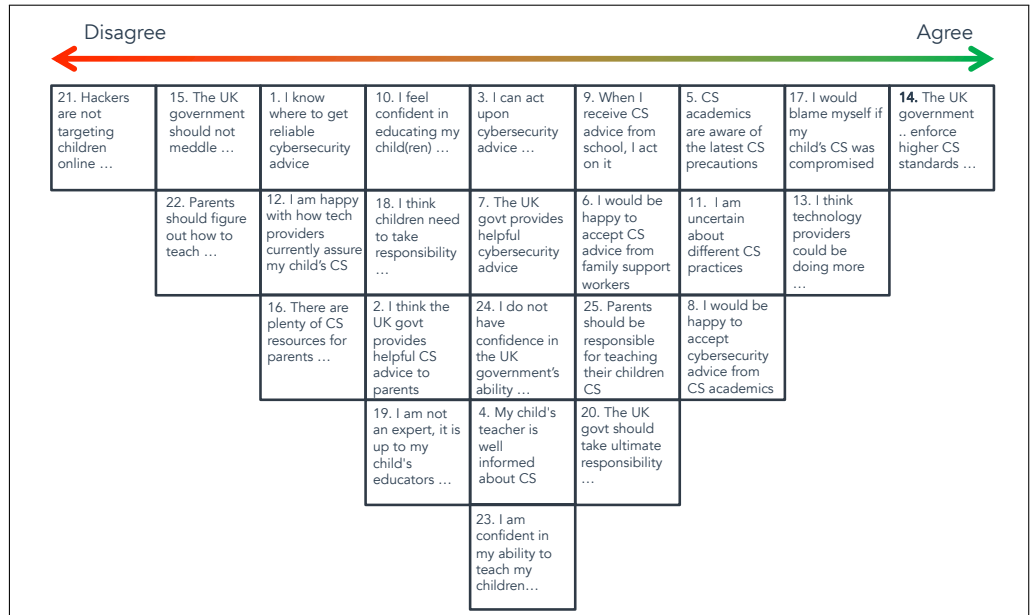 Disagree
Agree
21. Hackers
are not
targeting
children
online …
15. The UK
government
should not
meddle …
1. I know
where to get
reliable
cybersecurity
advice
10. I feel
confident in
educating my
child(ren) …
3. I can act
upon
cybersecurity
advice …
9. When I
receive CS
advice from
school, I act
on it
5. CS
academics
are aware of
the latest CS
precautions
17. I would
blame myself if
my
child's CS was
compromised
14. The UK
government
.. enforce
higher CS
standards …
22. Parents
should figure
out how to
teach …
12. I am happy
with how tech
providers
currently assure
my child's CS
18. I think
children need
to take
responsibility
…
7. The UK
govt provides
helpful
cybersecurity
advice
6. I would be
happy to
accept CS
advice from
family support
workers
11. I am
uncertain
about
different CS
practices
13. I think
technology
providers
could be
doing more
…
16. There are
plenty of CS
resources for
parents …
2. I think the
UK govt
provides
helpful CS
advice to
parents
24. I do not
have
confidence in
the UK
government's
ability …
25. Parents
should be
responsible
for teaching
their children
CS
8. I would be
happy to
accept
cybersecurity
advice from
CS academics
19. I am not
an expert, it is
up to my
child's
educators …
4. My child's
teacher is
well
informed
about CS
20. The UK
govt should
take ultimate
responsibility
…
23. I am
confident in
my ability to
teach my
children…